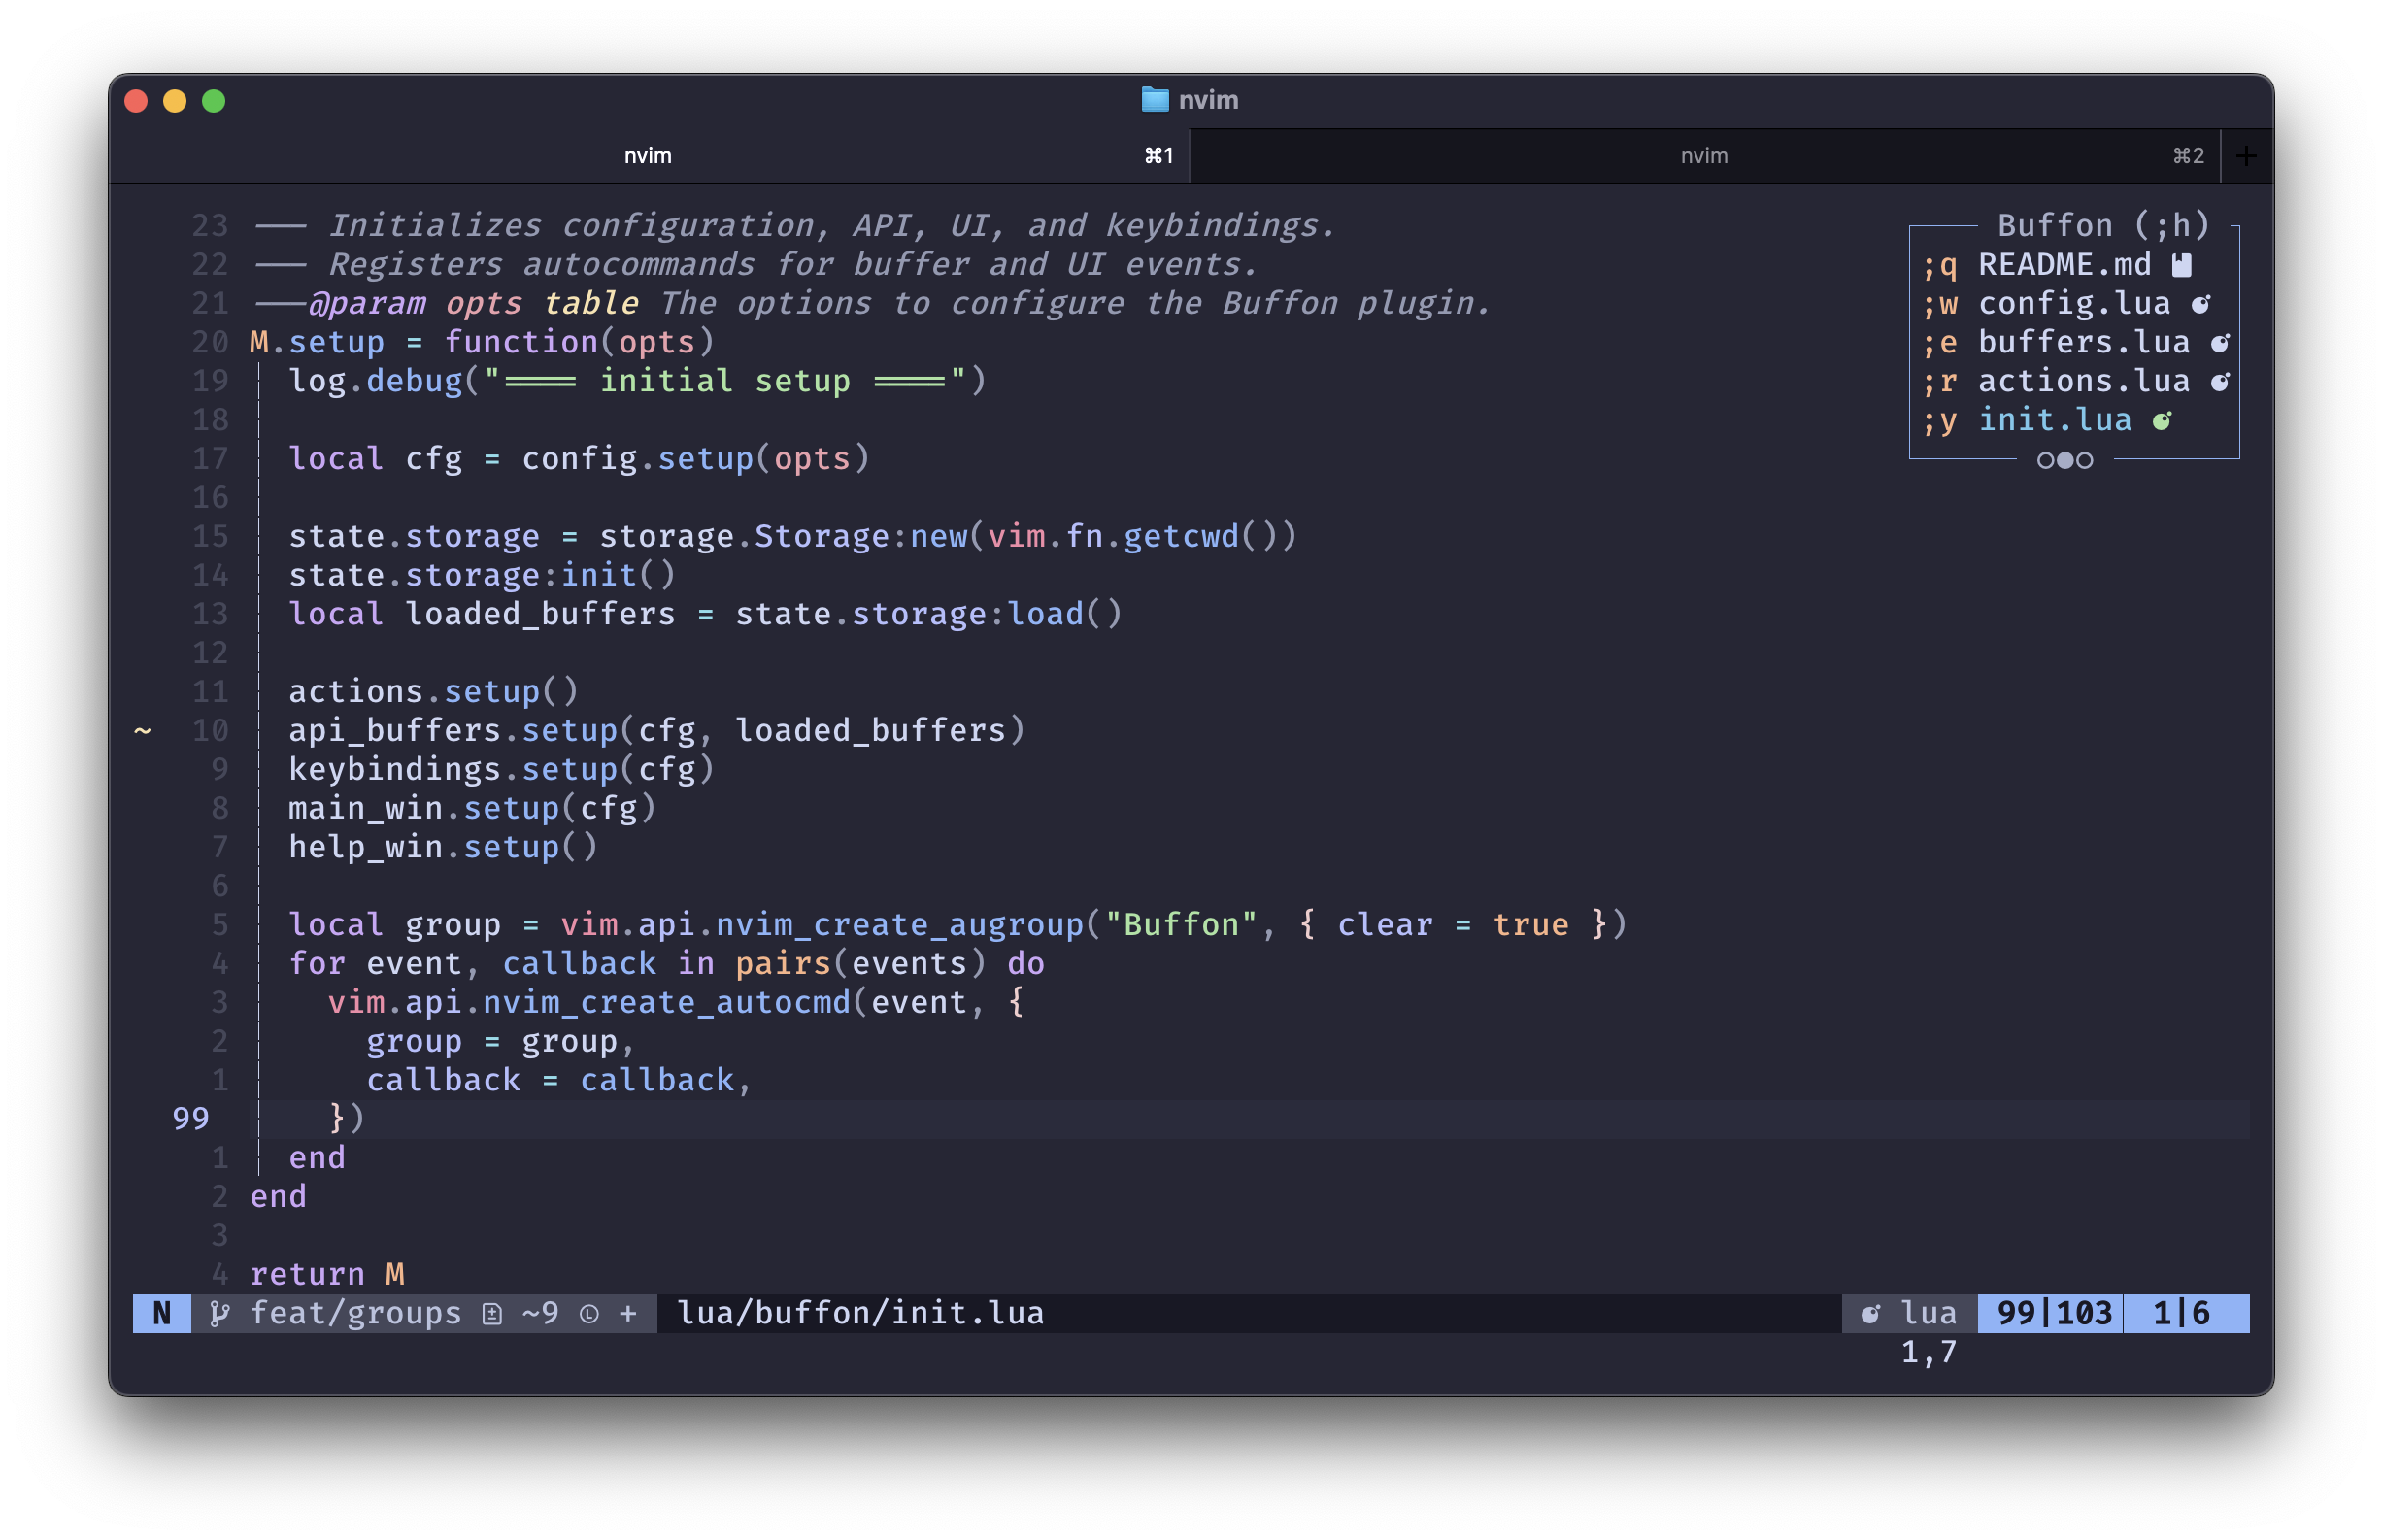 nvim
nvim ⌘1 nvim ⌘2 +
23 --- Initializes configuration, API, UI, and keybindings.
22 --- Registers autocommands for buffer and UI events.
21 ---@param opts table The options to configure the Buffon plugin.
20 M.setup = function(opts)
19 log.debug("==== initial setup ====")
18
17 local cfg = config.setup(opts)
16
15 state.storage = storage.Storage:new(vim.fn.getcwd())
14 state.storage:init()
13 local loaded_buffers = state.storage:load()
12
11 actions.setup()
~ 10 api_buffers.setup(cfg, loaded_buffers)
9 keybindings.setup(cfg)
8 main_win.setup(cfg)
7 help_win.setup()
6
5 local group = vim.api.nvim_create_augroup("Buffon", { clear = true })
4 for event, callback in pairs(events) do
3 vim.api.nvim_create_autocmd(event, {
2 group = group,
1 callback = callback,
99 })
1 end
2 end
3
4 return M
Buffon (;h)
;q README.md
;w config.lua
;e buffers.lua
;r actions.lua
;y init.lua
○●○
N feat/groups ~9 + lua/buffon/init.lua lua 99|103 1|6
1,7